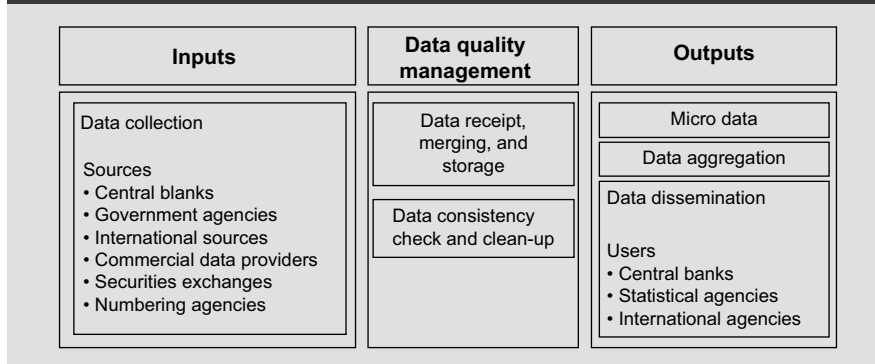 Inputs
Data collection
Sources
• Central blanks
• Government agencies
• International sources
• Commercial data providers
• Securities exchanges
• Numbering agencies
Data quality
management
Data receipt,
merging, and
storage
Data consistency
check and clean-up
Outputs
Micro data
Data aggregation
Data dissemination
Users
• Central banks
• Statistical agencies
• International agencies